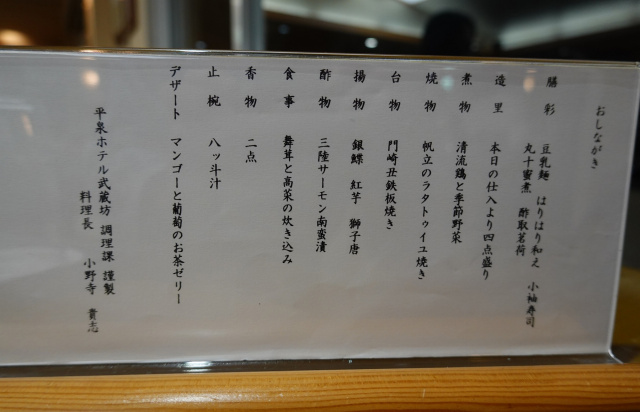 おしながき
膳彩 豆乳麺 はりはり和え 小袖寿司
丸十蜜煮 酢取茗荷
造里 本日の仕入より四点盛り
煮物 清流鶏と季節野菜
焼物 帆立のラタトゥイユ焼き
台物 門崎丑鉄板焼き
揚物 銀鰈 紅芋 獅子唐
酢物 三陸サーモン南蛮漬
食事 舞茸と高菜の炊き込み
香物 二点
止椀 八ッ斗汁
デザート マンゴーと葡萄のお茶ゼリー
平泉ホテル武蔵坊 調理課 謹製
料理長 小野寺 貴志